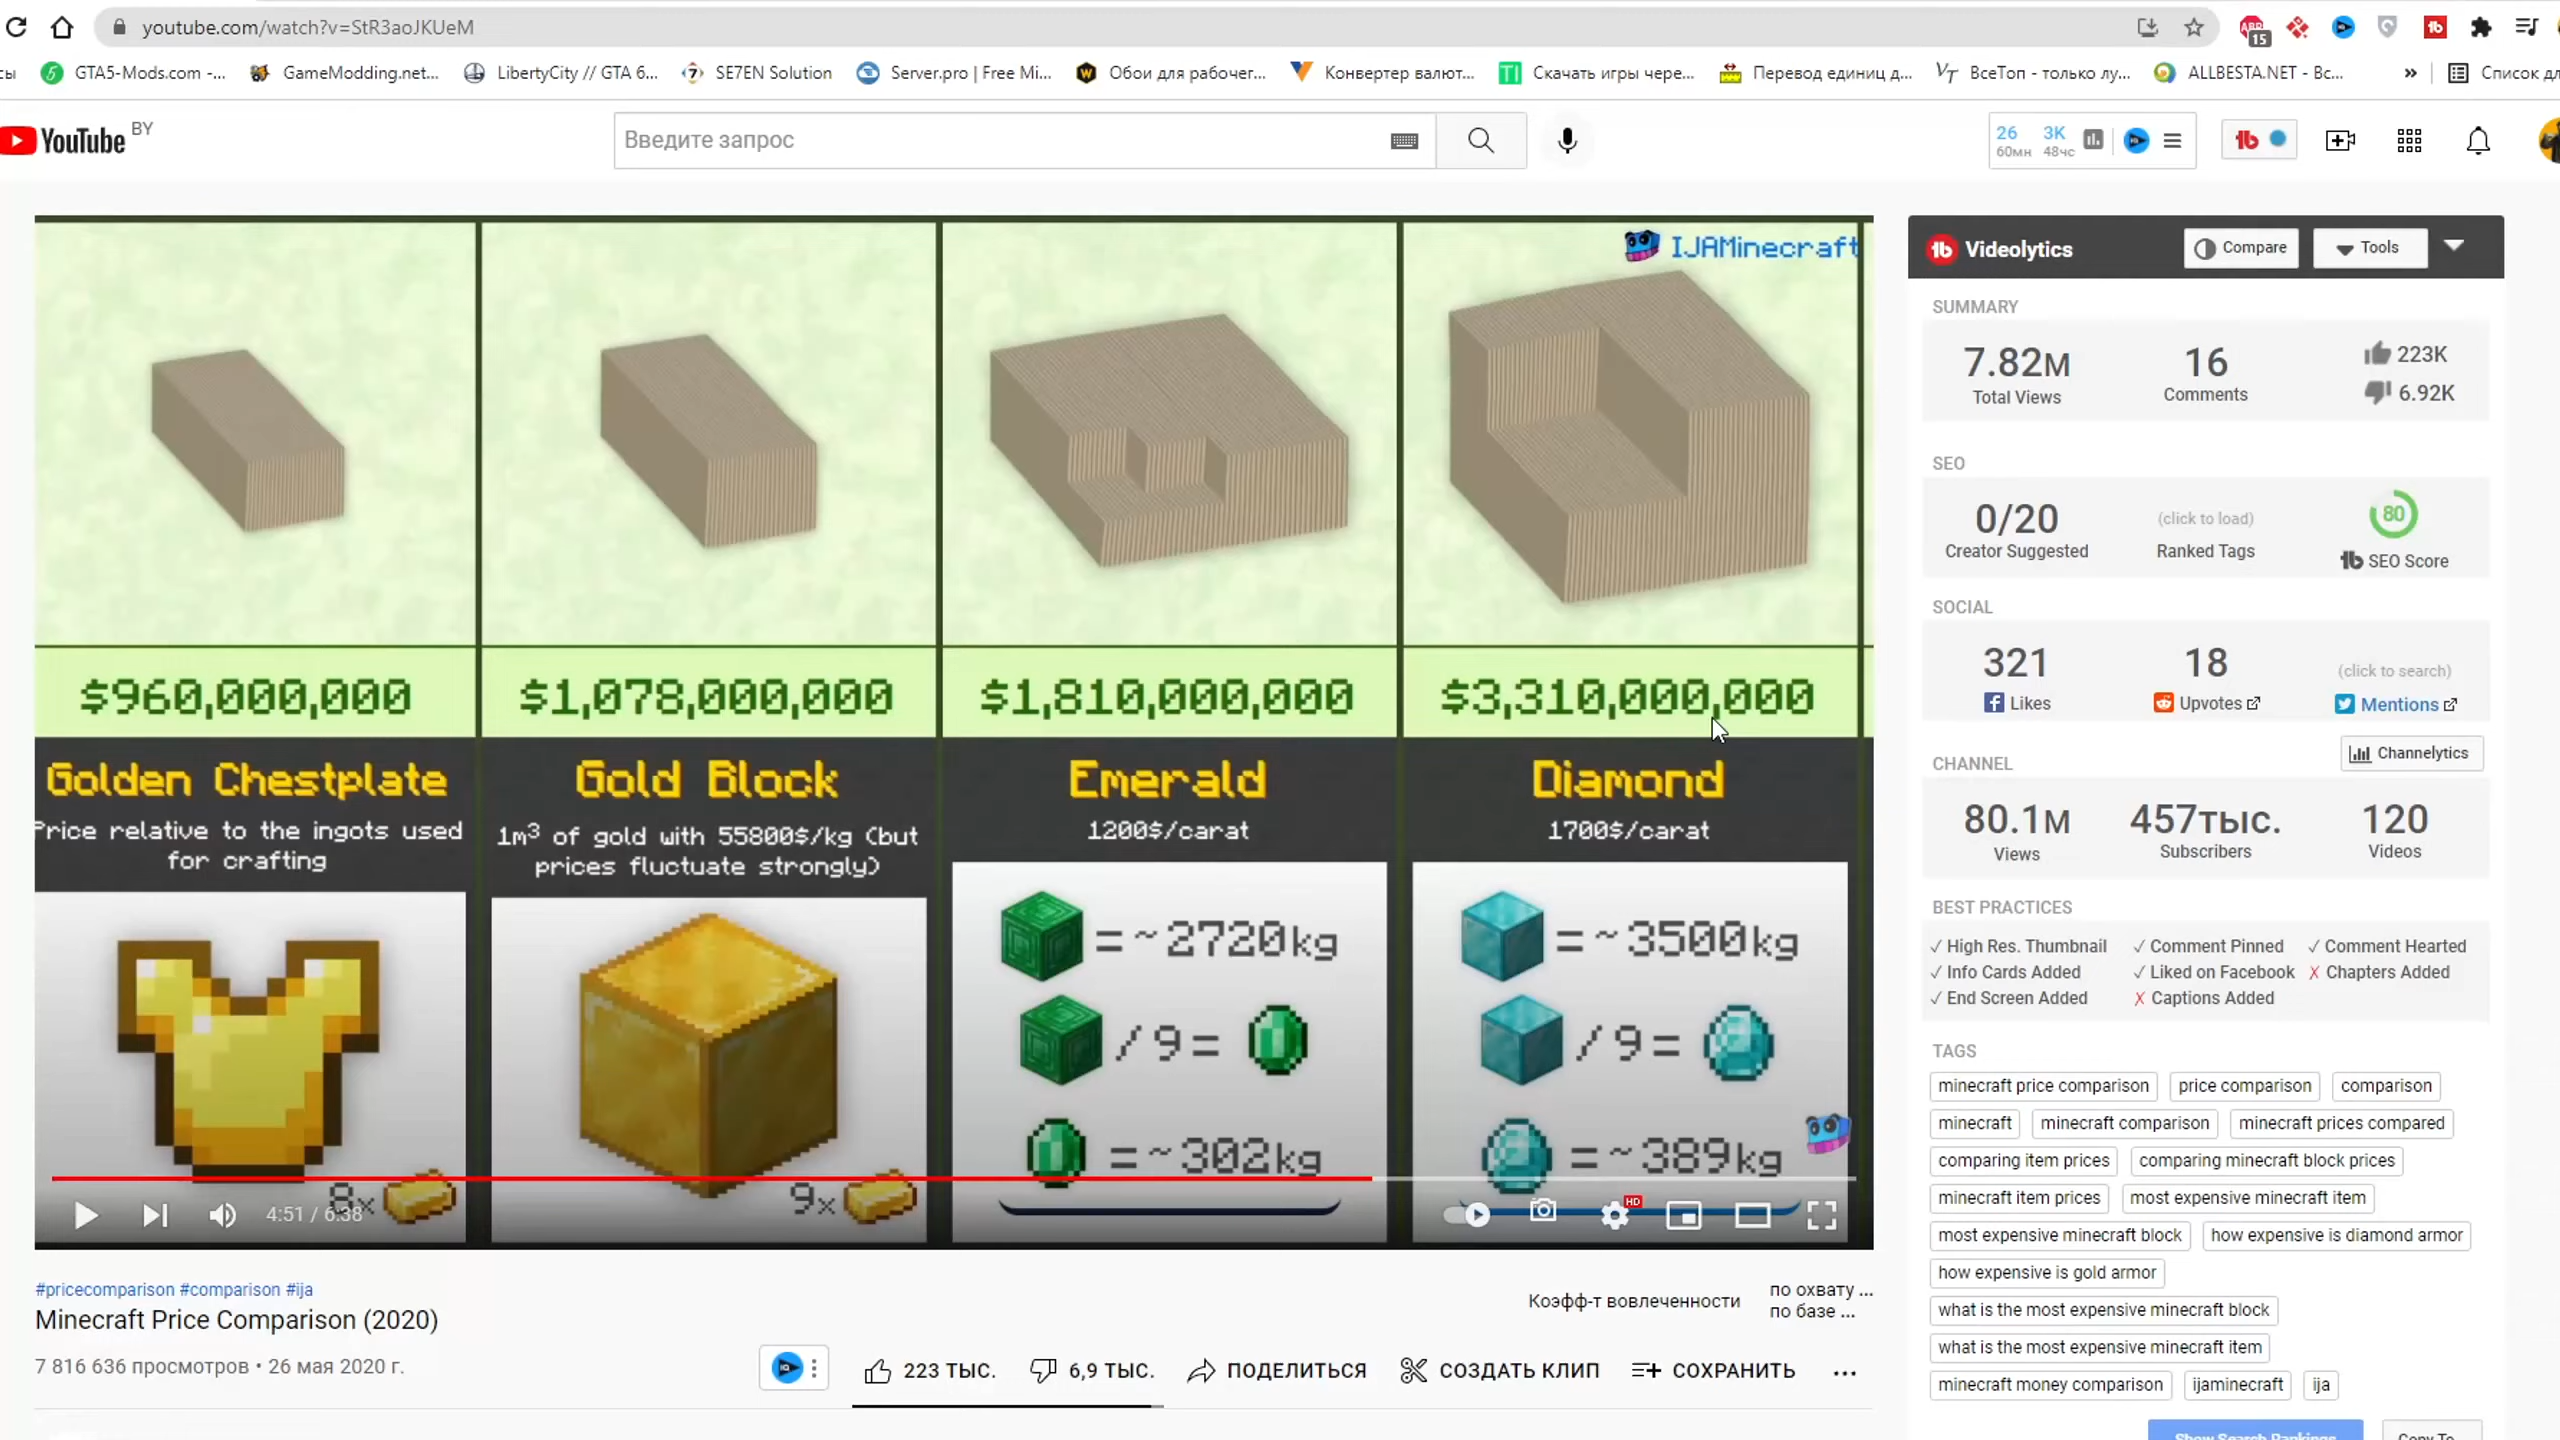 youtube.com/watch?v=StR3aoJKUeM
15
GTA5-Mods.com -...
GameModding.net...
LibertyCity // GTA 6...
SE7EN Solution
Server.pro | Free Mi...
Обои для рабочег...
Конвертер валют...
Скачать игры чере...
Перевод единиц д...
ВсеТоп - только лу...
ALLBESTA.NET - Вс...
»
YouTube BY
Введите запрос
26 60мн
3K 48чс
IJAMinecraft
$960,000,000
$1,078,000,000
$1,810,000,000
$3,310,000,000
Golden Chestplate
Price relative to the ingots used
for crafting
8x
Gold Block
1m³ of gold with 55800$/kg (but
prices fluctuate strongly)
9x
Emerald
1200$/carat
=~2720kg
/9=
=~302kg
Diamond
1700$/carat
=~3500kg
/9=
=~389kg
4:51 / 6:38
HD
#pricecomparison #comparison #ija
Minecraft Price Comparison (2020)
7 816 636 просмотров • 26 мая 2020 г.
Коэфф-т вовлеченности
по охвату ...
по базе ...
223 ТЫС.
6,9 ТЫС.
ПОДЕЛИТЬСЯ
СОЗДАТЬ КЛИП
СОХРАНИТЬ
Videolytics
Compare
Tools
SUMMARY
7.82M
Total Views
16
Comments
223K
6.92K
SEO
0/20
Creator Suggested
(click to load)
Ranked Tags
80
SEO Score
SOCIAL
321
Likes
18
Upvotes
(click to search)
Mentions
CHANNEL
Channelytics
80.1M
Views
457тыс.
Subscribers
120
Videos
BEST PRACTICES
✓ High Res. Thumbnail ✓ Comment Pinned ✓ Comment Hearted
✓ Info Cards Added ✓ Liked on Facebook ✗ Chapters Added
✓ End Screen Added ✗ Captions Added
TAGS
minecraft price comparison price comparison comparison
minecraft minecraft comparison minecraft prices compared
comparing item prices comparing minecraft block prices
minecraft item prices most expensive minecraft item
most expensive minecraft block how expensive is diamond armor
how expensive is gold armor
what is the most expensive minecraft block
what is the most expensive minecraft item
minecraft money comparison ijaminecraft ija